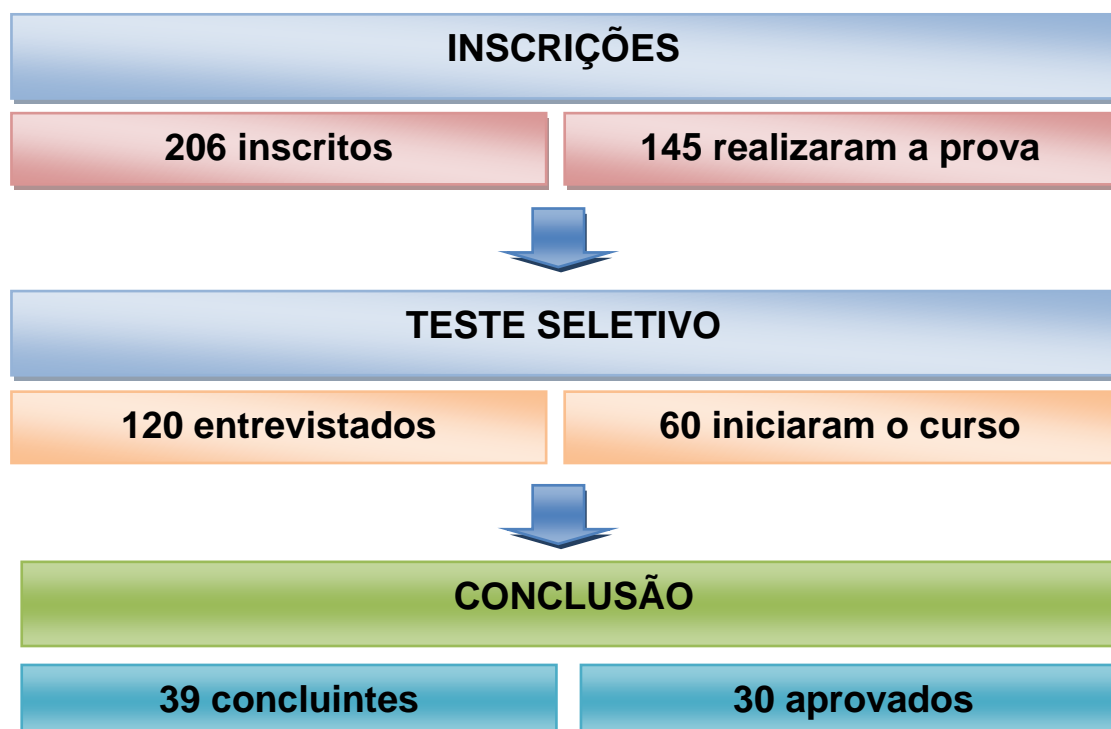 INSCRIÇÕES
206 inscritos
145 realizaram a prova
TESTE SELETIVO
120 entrevistados
60 iniciaram o curso
CONCLUSÃO
39 concluintes
30 aprovados